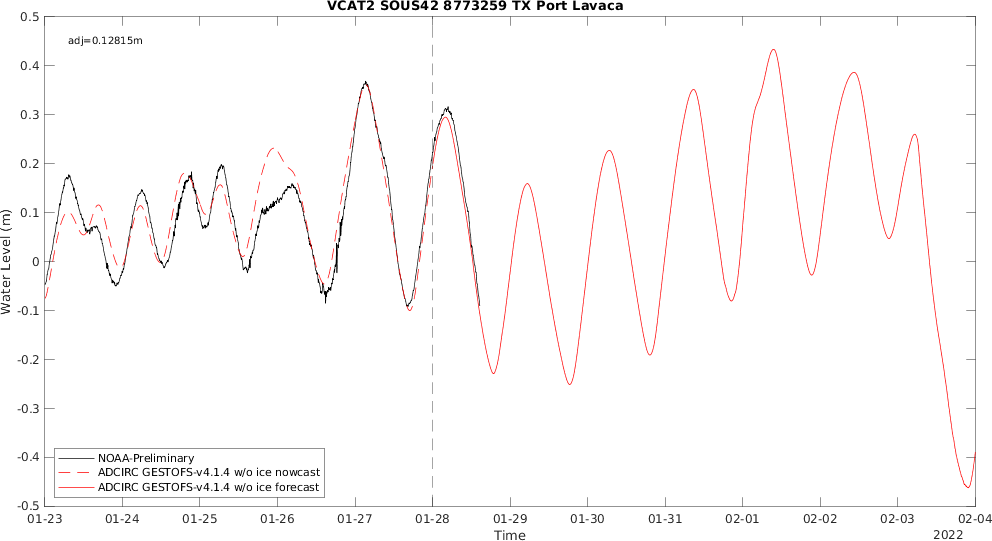 VCAT2 SOUS42 8773259 TX Port Lavaca
adj=0.12815m
0.5
0.4
0.3
0.2
0.1
0
-0.1
-0.2
-0.3
-0.4
-0.5
Water Level (m)
NOAA-Preliminary
ADCIRC GESTOFS-v4.1.4 w/o ice nowcast
ADCIRC GESTOFS-v4.1.4 w/o ice forecast
01-23 01-24 01-25 01-26 01-27 01-28 01-29 01-30 01-31 02-01 02-02 02-03 02-04
Time
2022